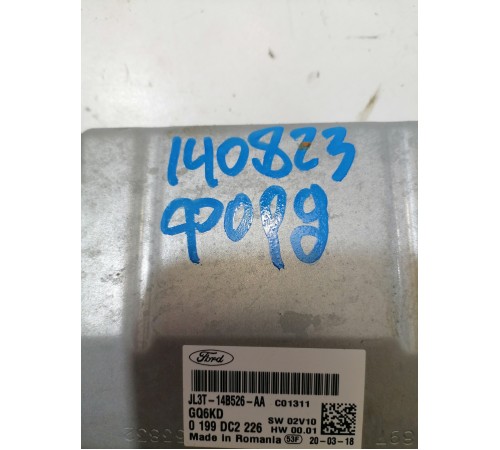 140823
форд
Ford
JL3T-14B526-AA C01311
GQ6KD SW 02V10
0 199 DC2 226 HW 00.01
Made in Romania 53F 20-03-18